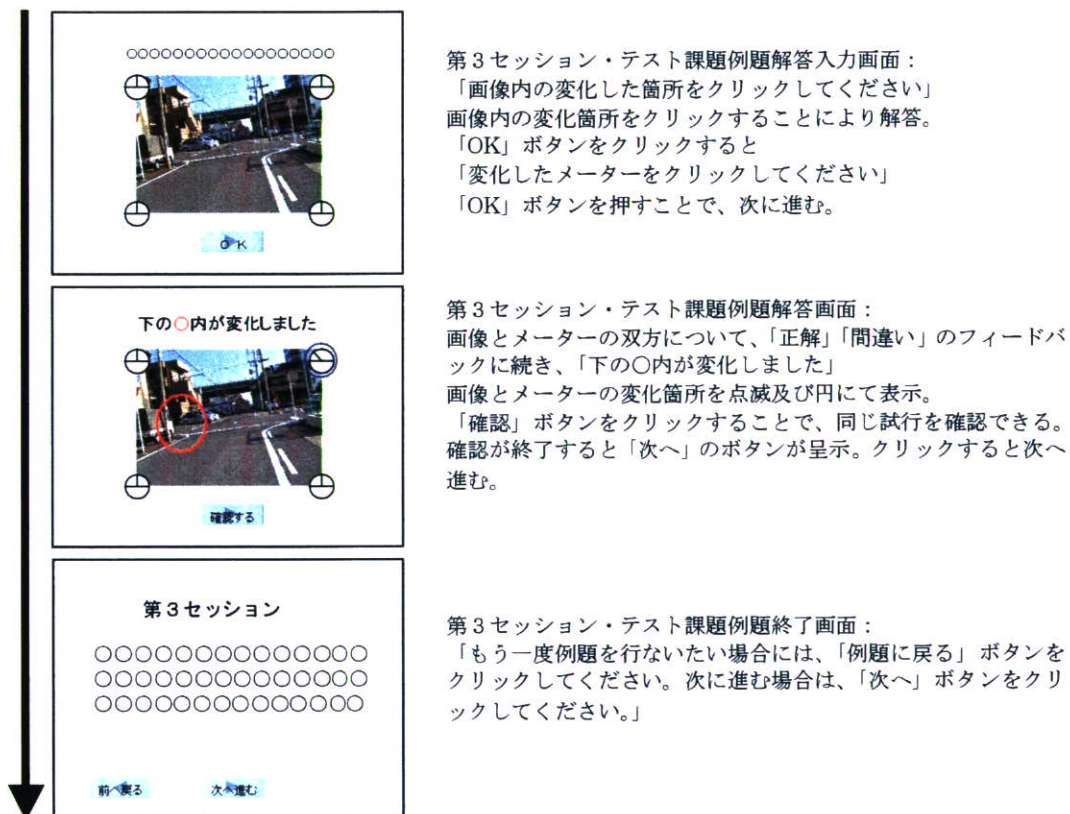 ○○○○○○○○○○○○○○○○○○
OK
第3セッション・テスト課題例題解答入力画面：
「画像内の変化した箇所をクリックしてください」
画像内の変化箇所をクリックすることにより解答。
「OK」ボタンをクリックすると
「変化したメーターをクリックしてください」
「OK」ボタンを押すことで、次に進む。
下の○内が変化しました
確認する
第3セッション・テスト課題例題解答画面：
画像とメーターの双方について、「正解」「間違い」のフィードバ
ックに続き、「下の○内が変化しました」
画像とメーターの変化箇所を点滅及び円にて表示。
「確認」ボタンをクリックすることで、同じ試行を確認できる。
確認が終了すると「次へ」のボタンが呈示。クリックすると次へ
進む。
第3セッション
○○○○○○○○○○○○○○
○○○○○○○○○○○○○○
○○○○○○○○○○○○○○
前へ戻る
次へ進む
第3セッション・テスト課題例題終了画面：
「もう一度例題を行ないたい場合には、「例題に戻る」ボタンを
クリックしてください。次に進む場合は、「次へ」ボタンをクリ
ックしてください。」